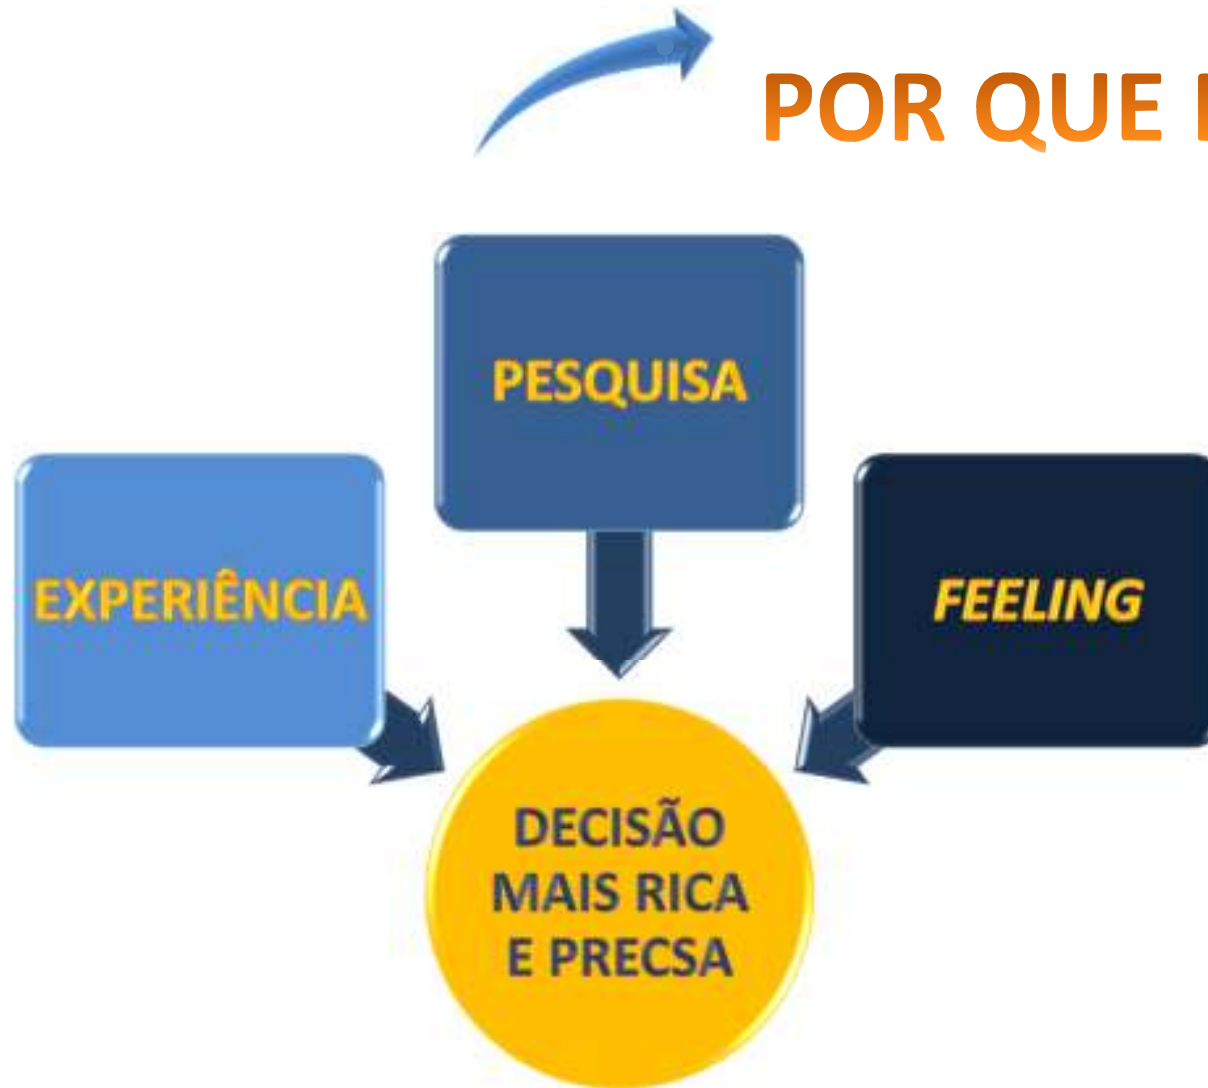 POR QUE
PESQUISA
EXPERIÊNCIA
FEELING
DECISÃO
MAIS RICA
E PRECSA